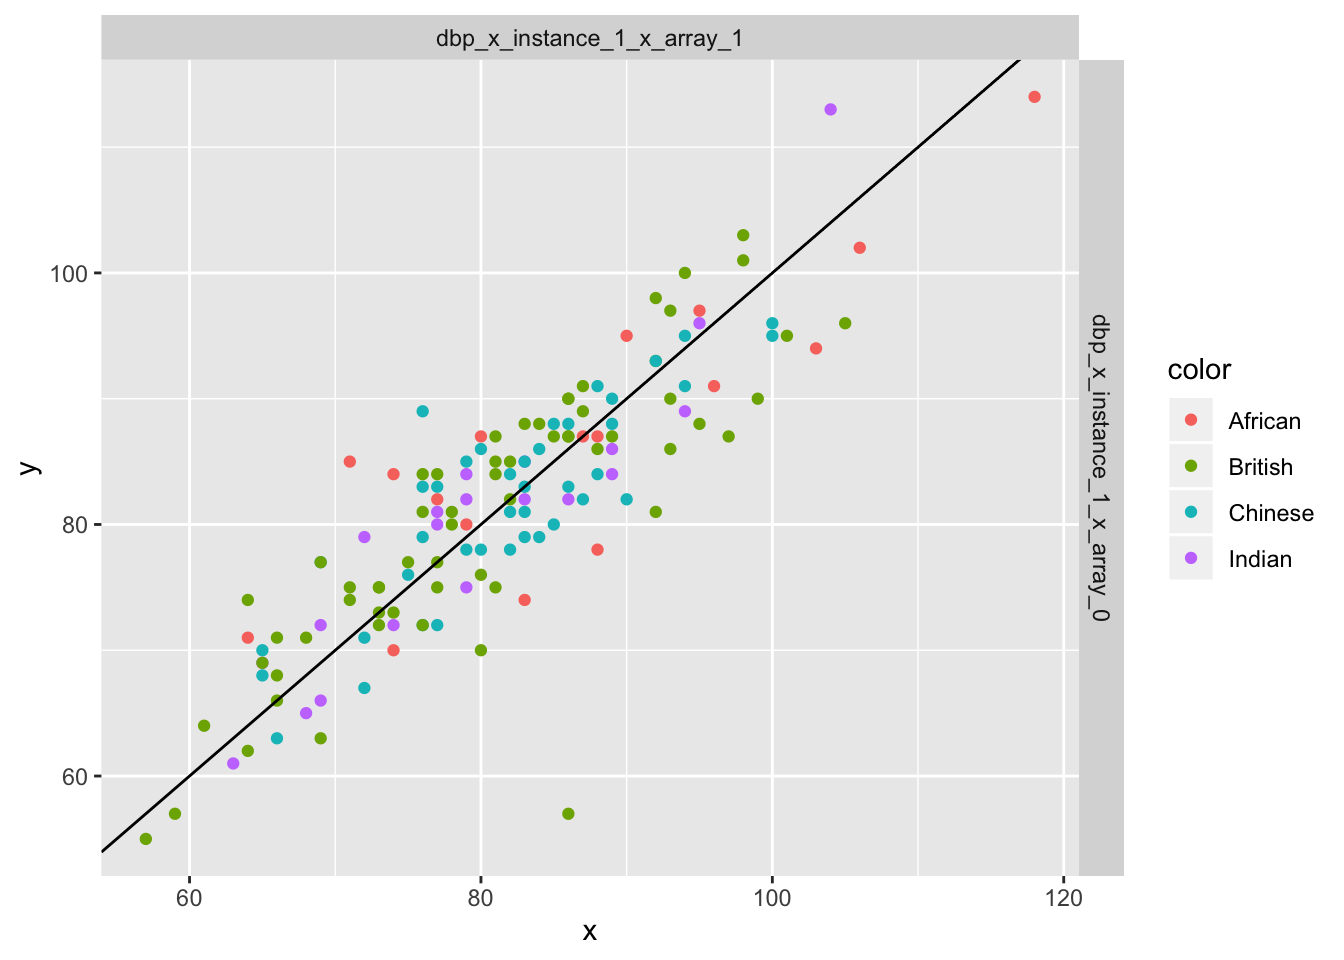 dbp_x_instance_1_x_array_1
y
100
80
60
60
80
100
120
x
dbp_x_instance_1_x_array_0
color
African
British
Chinese
Indian